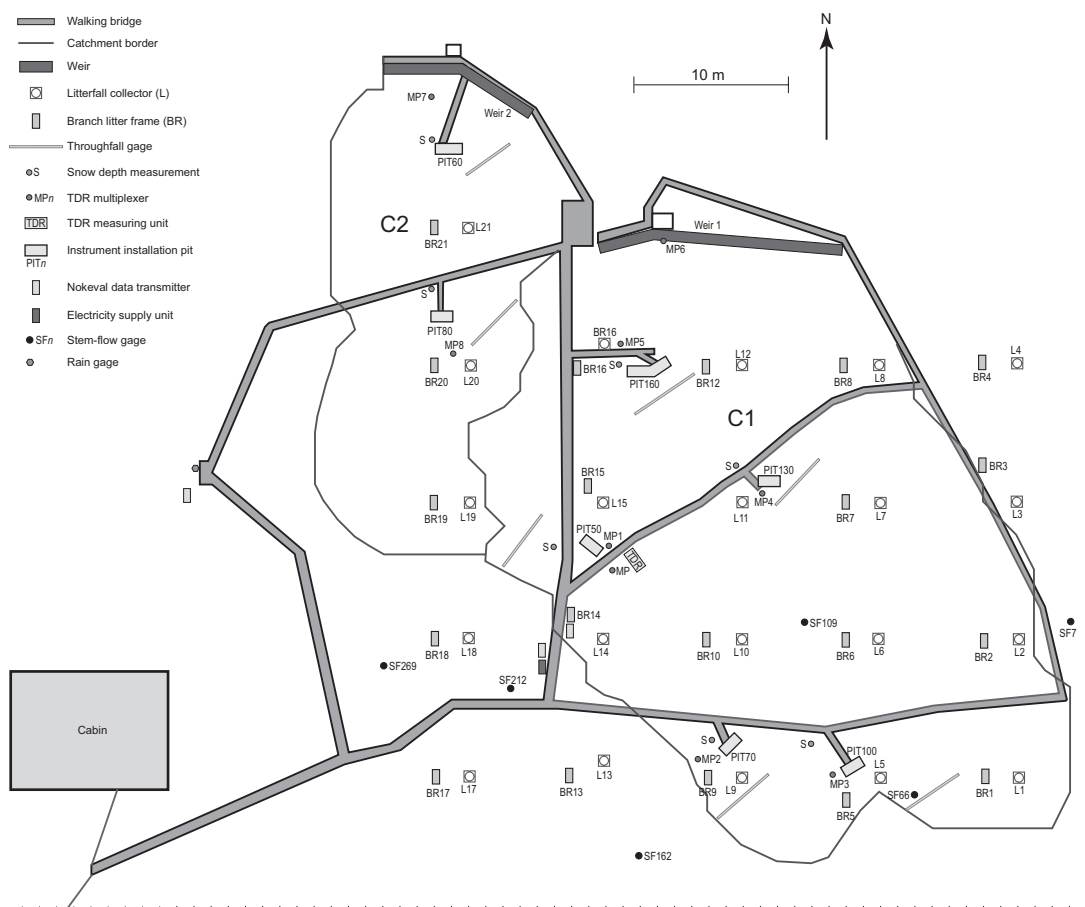 Walking bridge
Catchment border
Weir
Litterfall collector (L)
Branch litter frame (BR)
Throughfall gage
S Snow depth measurement
MPn TDR multiplexer
TDR TDR measuring unit
Instrument installation pit
PITn
Nokeval data transmitter
Electricity supply unit
SFn Stem-flow gage
Rain gage
N
10 m
MP7
Weir 2
S
PIT60
C2
L21
BR21
Weir 1
MP6
S
PIT80
MP8
BR20
L20
BR16
MP5
BR16
S
PIT160
BR12
L12
BR8
L8
BR4
L4
C1
BR15
L15
S
PIT130
MP4
L11
BR7
L7
BR3
L3
BR19
L19
S
PIT50
MP1
MP
TDR
BR14
L14
SF109
BR10
L10
BR6
L6
BR2
L2
SF7
BR18
L18
SF269
SF212
Cabin
S
PIT70
MP2
S
PIT100
MP3
L5
BR17
L17
BR13
L13
BR9
L9
BR5
SF66
BR1
L1
SF162